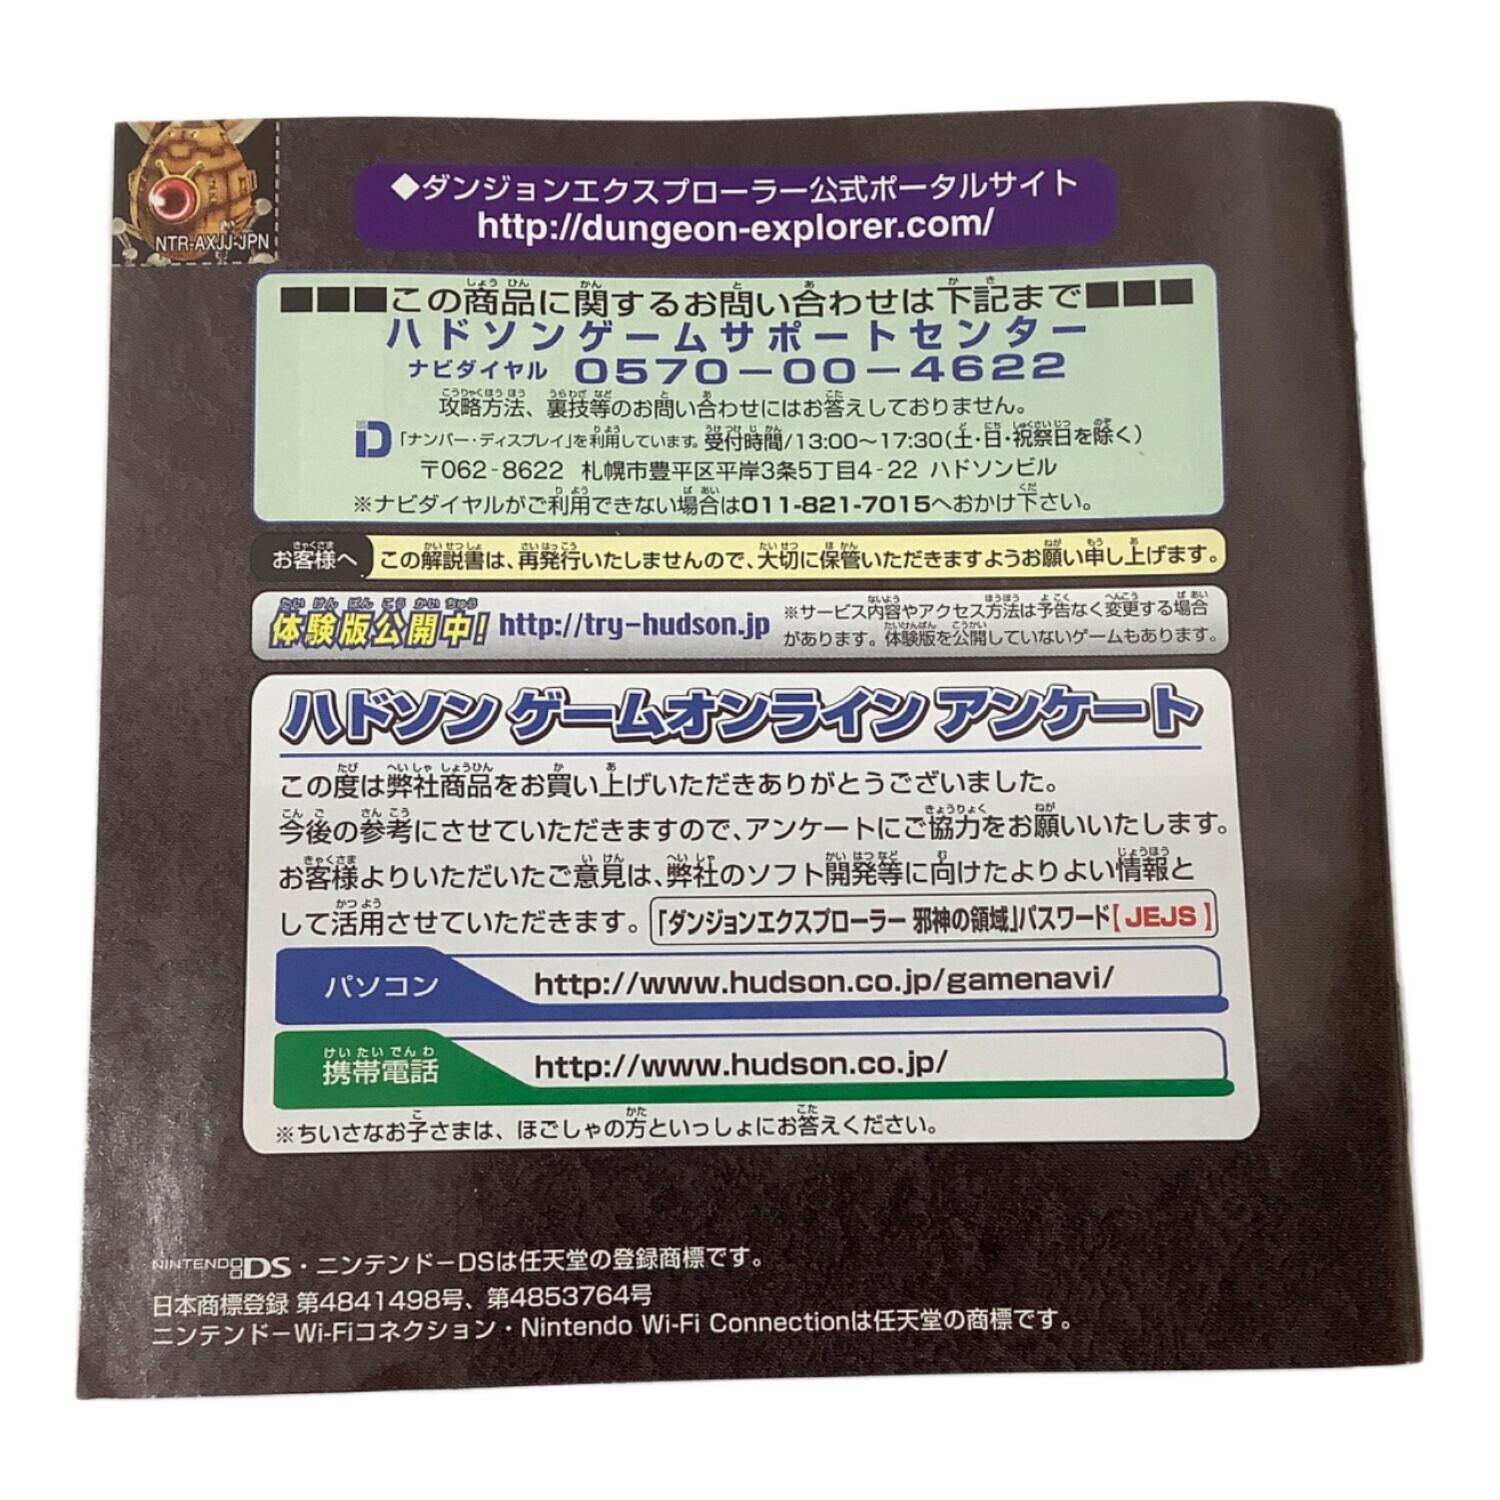 NTR-AXJJ-JPN
◆ダンジョンエクスプローラー公式ポータルサイト
http://dungeon-explorer.com/
■■■この商品に関するお問い合わせは下記まで■■■
ハドソンゲームサポートセンター
ナビダイヤル 0570-00-4622
攻略方法、裏技等のお問い合わせにはお答えしておりません。
D 「ナンバー・ディスプレイ」を利用しています。受付時間/13:00〜17:30(土・日・祝祭日を除く)
〒062-8622 札幌市豊平区平岸3条5丁目4-22 ハドソンビル
※ナビダイヤルがご利用できない場合は011-821-7015へおかけ下さい。
お客様へ この解説書は、再発行いたしませんので、大切に保管いただきますようお願い申し上げます。
体験版公開中! http://try-hudson.jp
※サービス内容やアクセス方法は予告なく変更する場合
があります。体験版を公開していないゲームもあります。
ハドソン ゲームオンライン アンケート
この度は弊社商品をお買い上げいただきありがとうございました。
今後の参考にさせていただきますので、アンケートにご協力をお願いいたします。
お客様よりいただいたご意見は、弊社のソフト開発等に向けたよりよい情報と
して活用させていただきます。 「ダンジョンエクスプローラー 邪神の領域」パスワード【JEJS】
パソコン http://www.hudson.co.jp/gamenavi/
携帯電話 http://www.hudson.co.jp/
※ちいさなお子さまは、ほごしゃの方といっしょにお答えください。
NINTENDO DS・ニンテンドーDSは任天堂の登録商標です。
日本商標登録 第4841498号、第4853764号
ニンテンドーWi-Fiコネクション・Nintendo Wi-Fi Connectionは任天堂の商標です。